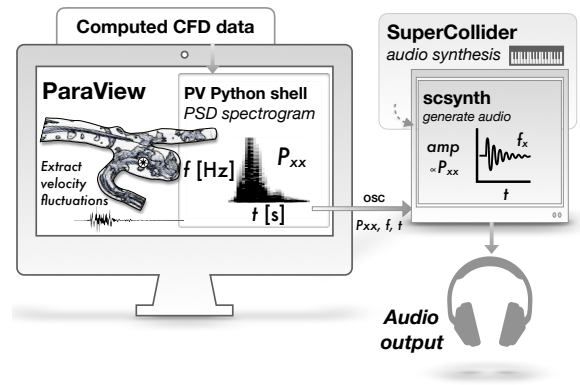 Computed CFD data
ParaView
Extract
velocity
fluctuations
PV Python shell
PSD spectrogram
f [Hz]
Pxx
t [s]
OSC
Pxx, f, t
SuperCollider
audio synthesis
scsynth
generate audio
amp
∝Pxx
fx
t
Audio
output